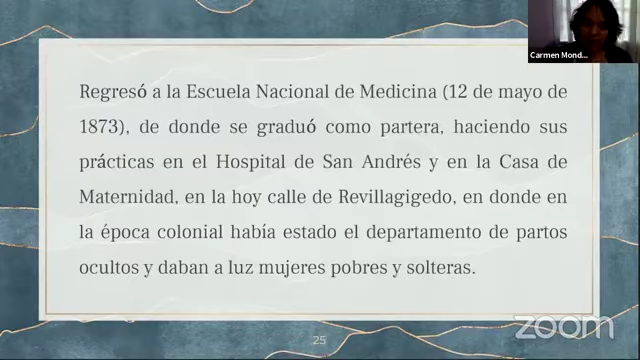 Carmen Mond...
Regresó a la Escuela Nacional de Medicina (12 de mayo de
1873), de donde se graduó como partera, haciendo sus
prácticas en el Hospital de San Andrés y en la Casa de
Maternidad, en la hoy calle de Revillagigedo, en donde en
la época colonial había estado el departamento de partos
ocultos y daban a luz mujeres pobres y solteras.
25
zoom